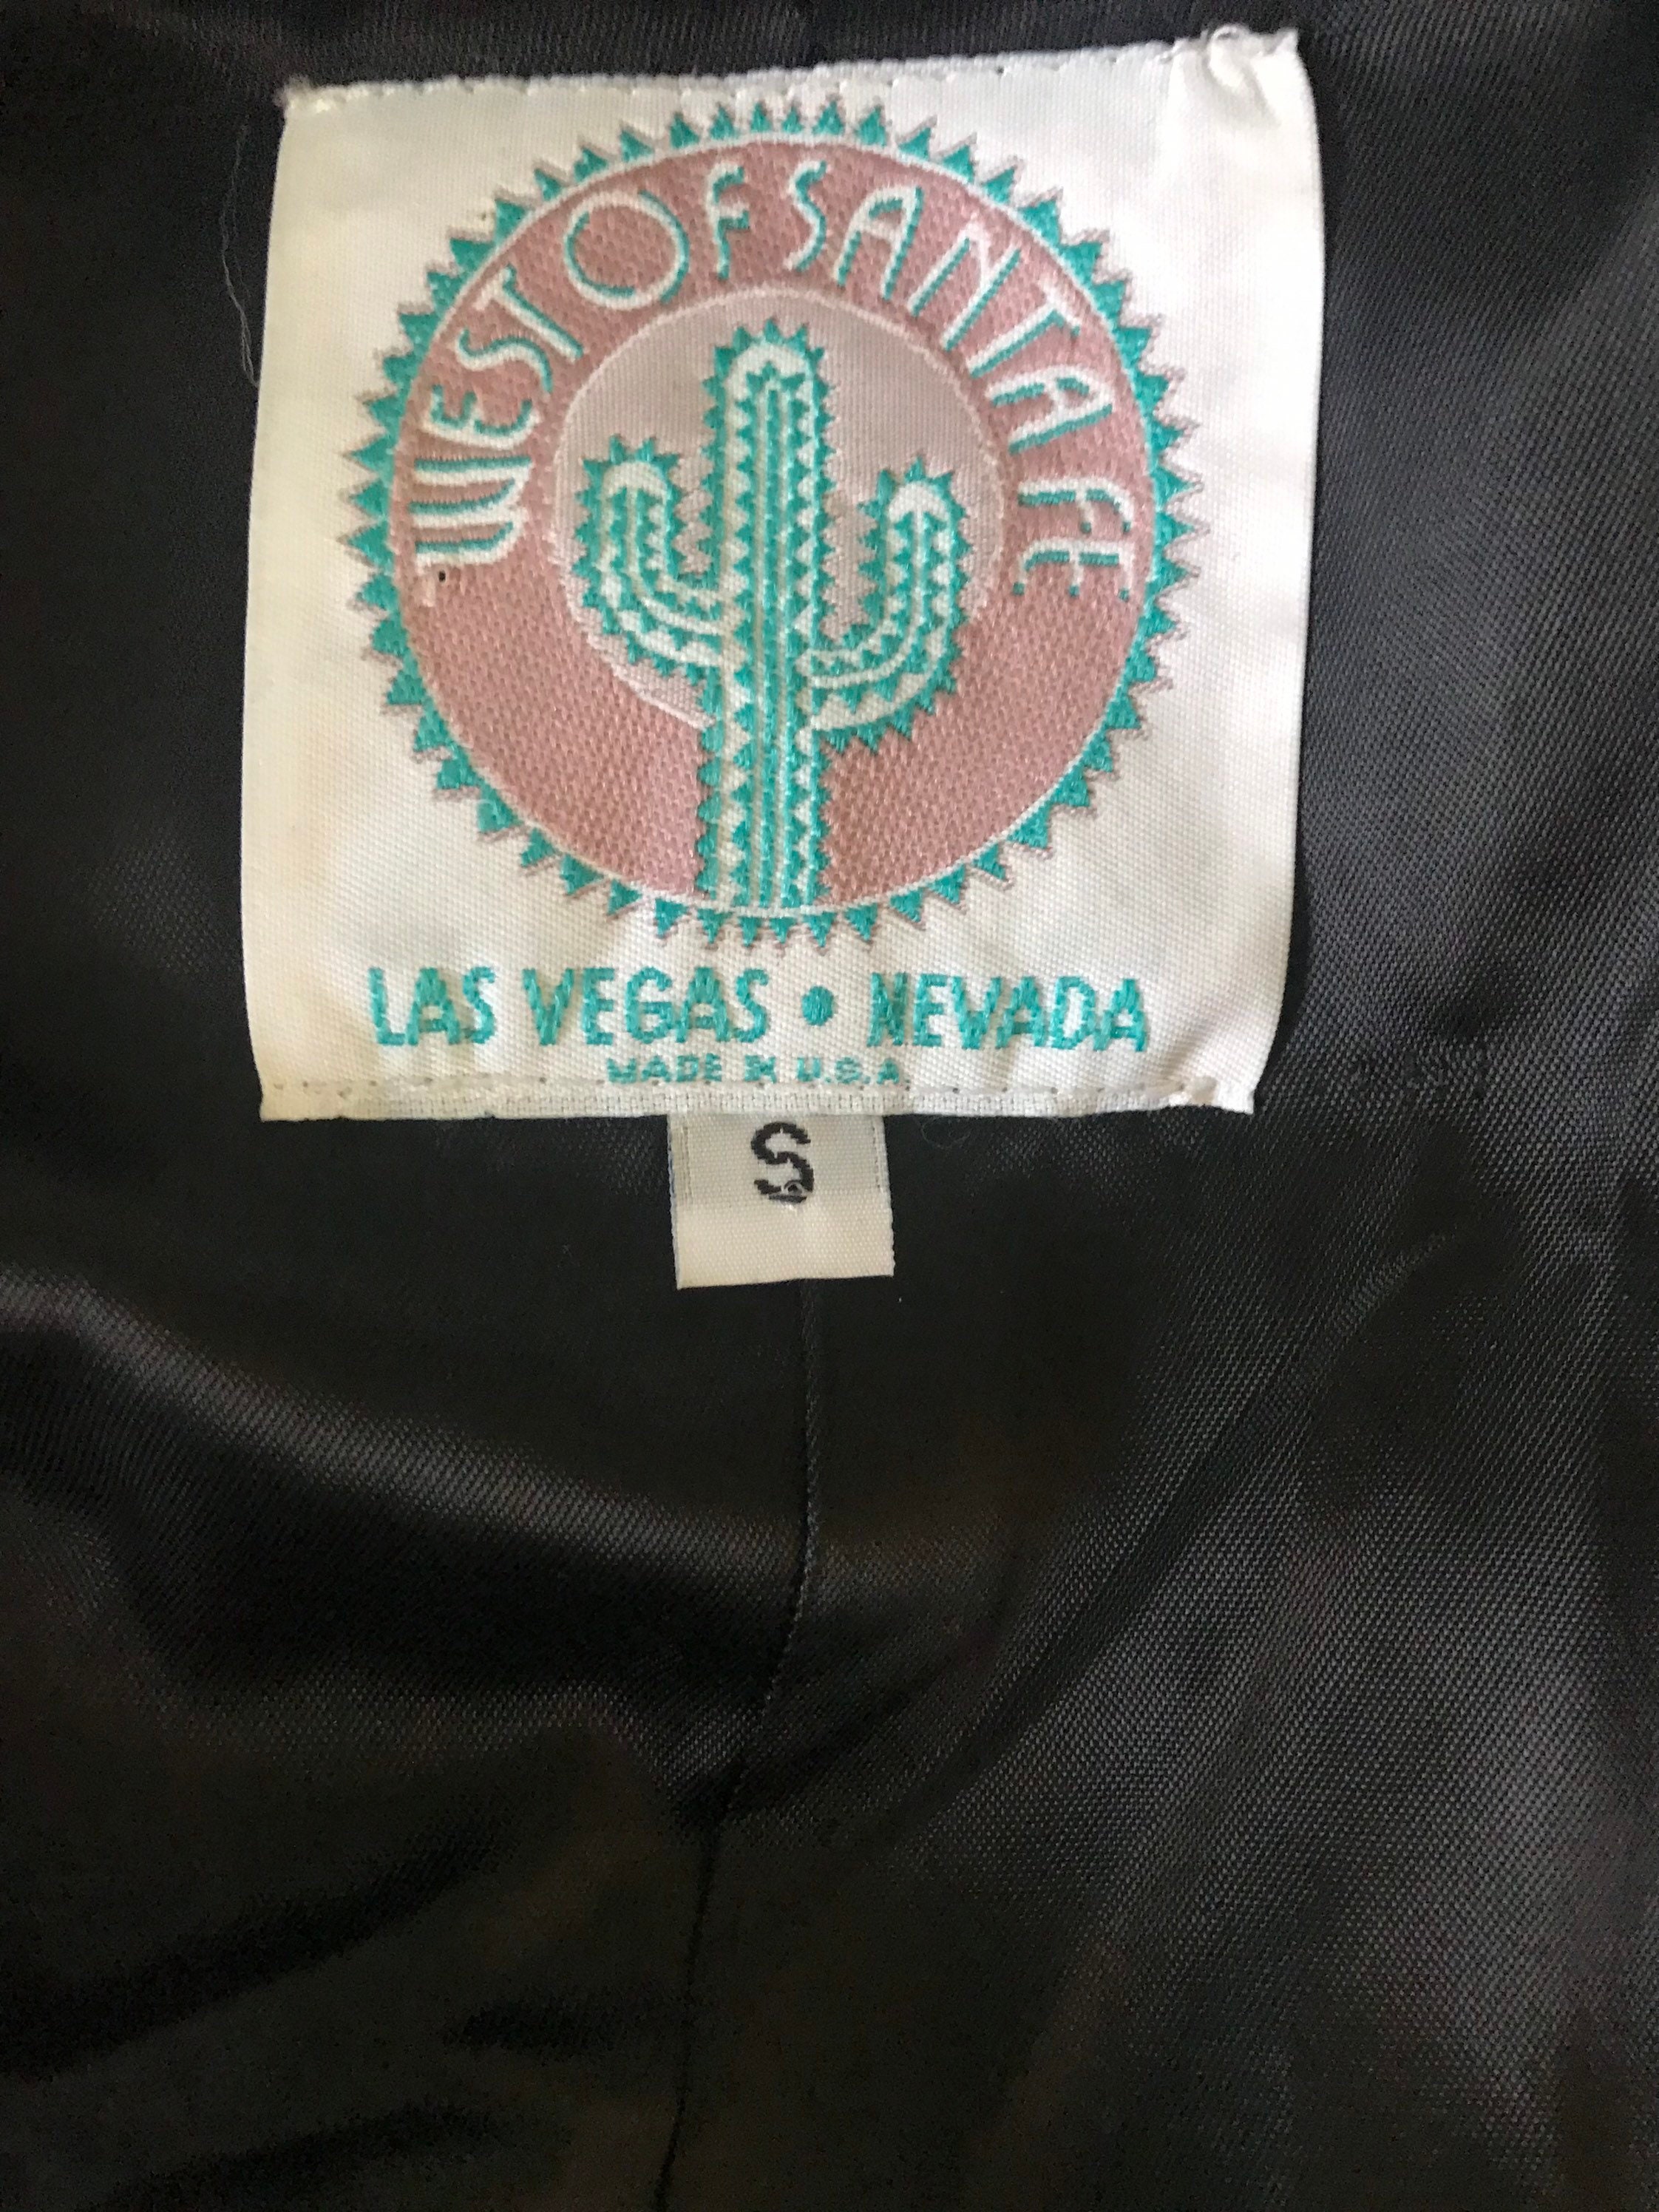 WEST OF SANTA FE
LAS VEGAS • NEVADA
MADE IN U.S.A
S